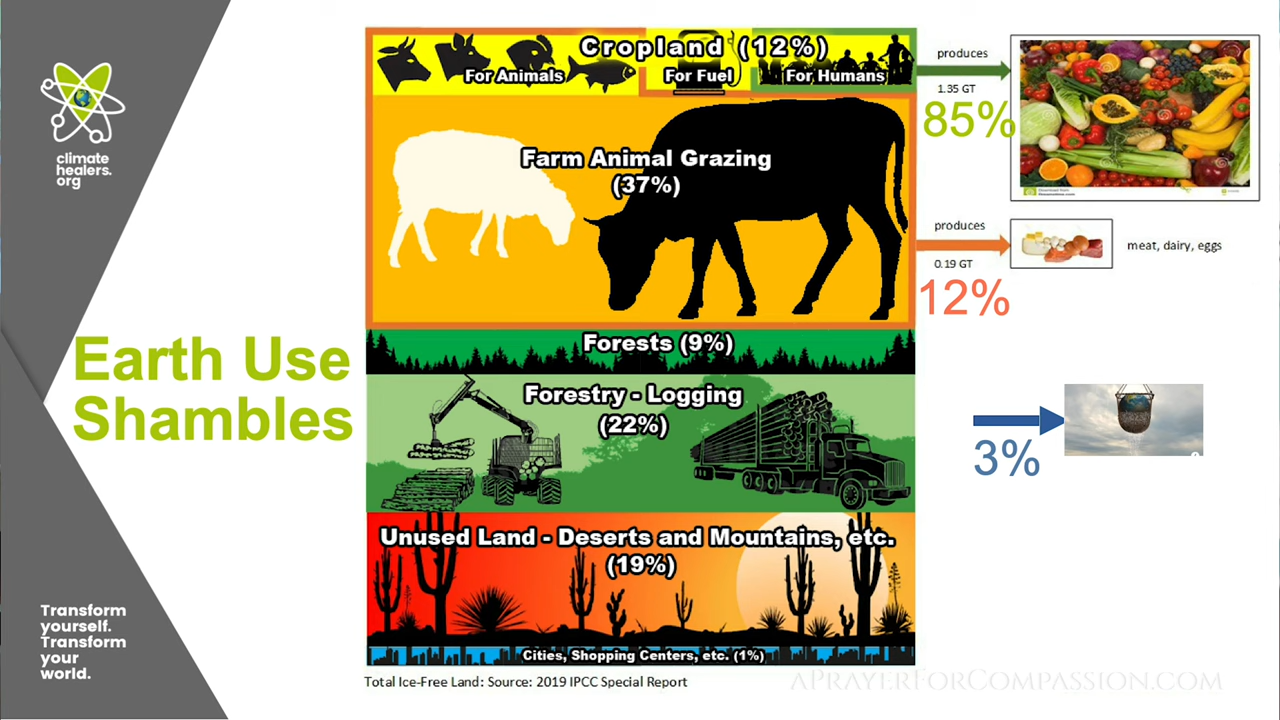 climate
healers.
org
Earth Use
Shambles
Transform
yourself.
Transform
your
world.
Cropland (12%)
For Animals
For Fuel
For Humans
Farm Animal Grazing
(37%)
Forests (9%)
Forestry - Logging
(22%)
Unused Land - Deserts and Mountains, etc.
(19%)
Cities, Shopping Centers, etc. (1%)
Total Ice-Free Land: Source: 2019 IPCC Special Report
produces
1.35 GT
85%
produces
0.19 GT
12%
meat, dairy, eggs
3%
APRAYERFORCOMPASSION.COM